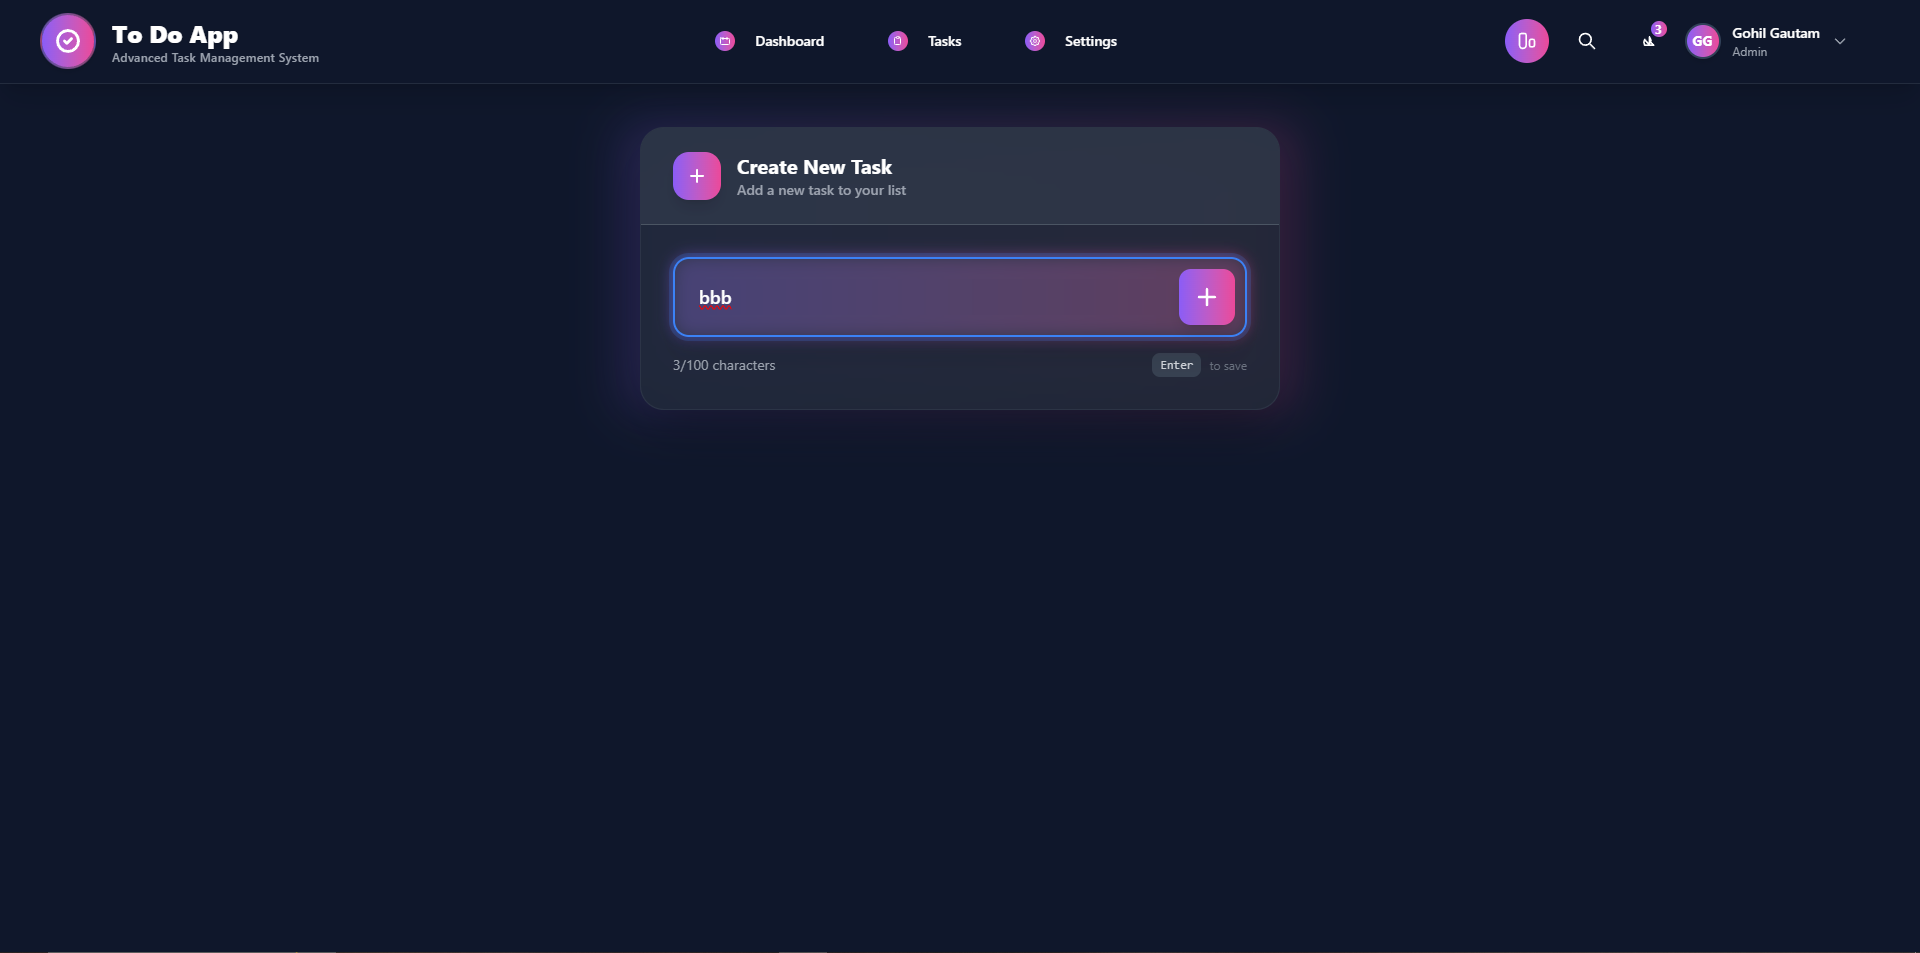 To Do App
Advanced Task Management System
Dashboard
Tasks
Settings
3
GG
Gohil Gautam
Admin
Create New Task
Add a new task to your list
bbb
3/100 characters
Enter to save